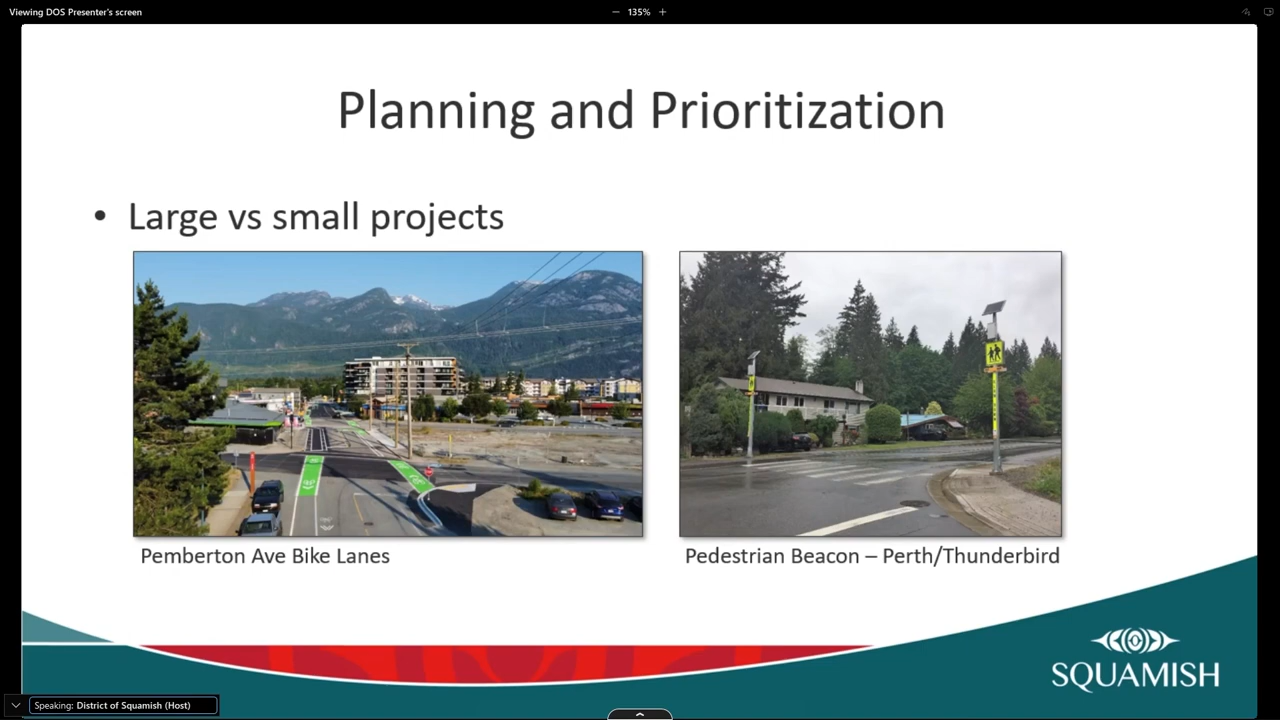 Viewing DOS Presenter's screen
− 135% +
Planning and Prioritization
• Large vs small projects
Pemberton Ave Bike Lanes
Pedestrian Beacon – Perth/Thunderbird
SQUAMISH
Speaking: District of Squamish (Host)